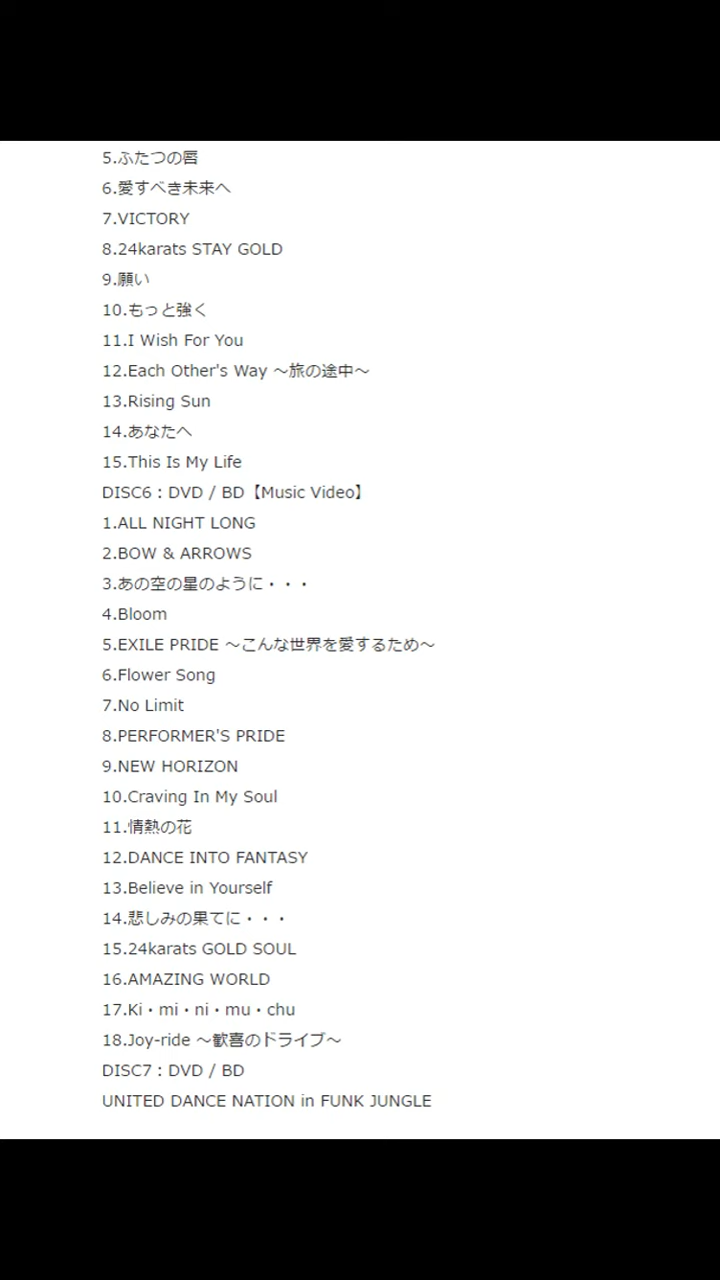 5.ふたつの唇
6.愛すべき未来へ
7.VICTORY
8.24karats STAY GOLD
9.願い
10.もっと強く
11.I Wish For You
12.Each Other's Way ～旅の途中～
13.Rising Sun
14.あなたへ
15.This Is My Life
DISC6：DVD / BD【Music Video】
1.ALL NIGHT LONG
2.BOW & ARROWS
3.あの空の星のように・・・
4.Bloom
5.EXILE PRIDE ～こんな世界を愛するため～
6.Flower Song
7.No Limit
8.PERFORMER'S PRIDE
9.NEW HORIZON
10.Craving In My Soul
11.情熱の花
12.DANCE INTO FANTASY
13.Believe in Yourself
14.悲しみの果てに・・・
15.24karats GOLD SOUL
16.AMAZING WORLD
17.Ki・mi・ni・mu・chu
18.Joy-ride ～歓喜のドライブ～
DISC7：DVD / BD
UNITED DANCE NATION in FUNK JUNGLE